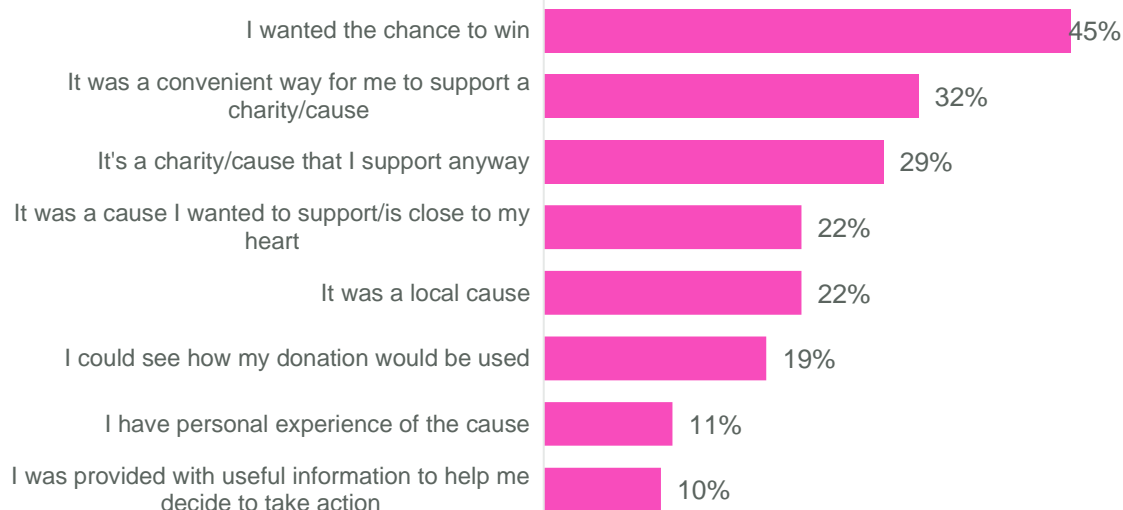 I wanted the chance to win
45%
It was a convenient way for me to support a
charity/cause
32%
It's a charity/cause that I support anyway
29%
It was a cause I wanted to support/is close to my
heart
22%
It was a local cause
22%
I could see how my donation would be used
19%
I have personal experience of the cause
11%
I was provided with useful information to help me
decide to take action
10%